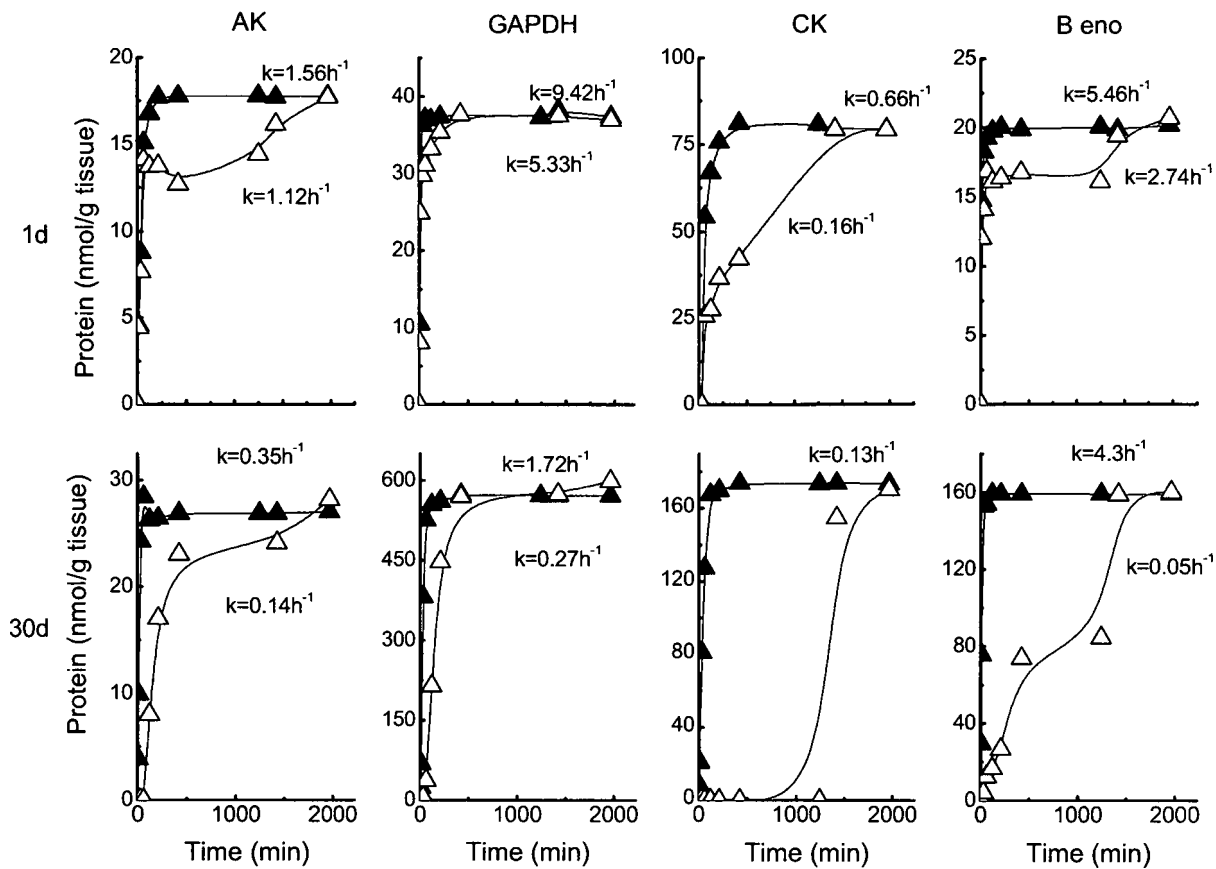 AK GAPDH CK B eno
1d
Protein (nmol/g tissue)
20
15
10
5
0
k=1.56h⁻¹
k=1.12h⁻¹
40
30
20
10
0
k=9.42h⁻¹
k=5.33h⁻¹
100
75
50
25
0
k=0.66h⁻¹
k=0.16h⁻¹
25
20
15
10
5
0
k=5.46h⁻¹
k=2.74h⁻¹
30d
Protein (nmol/g tissue)
30
20
10
0
k=0.35h⁻¹
k=0.14h⁻¹
0 1000 2000
Time (min)
600
450
300
150
0
k=1.72h⁻¹
k=0.27h⁻¹
0 1000 2000
Time (min)
160
120
80
40
0
k=0.13h⁻¹
0 1000 2000
Time (min)
160
120
80
40
0
k=4.3h⁻¹
k=0.05h⁻¹
0 1000 2000
Time (min)